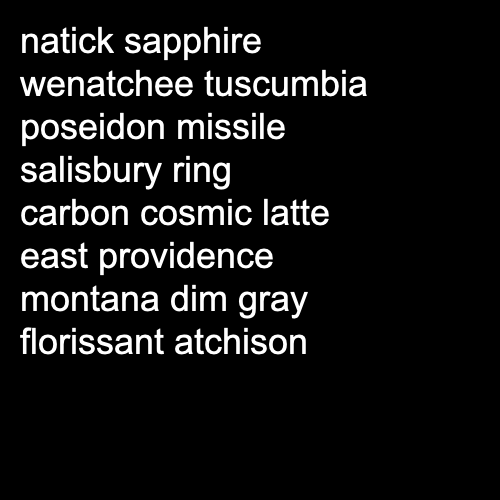 natick sapphire
wenatchee tuscumbia
poseidon missile
salisbury ring
carbon cosmic latte
east providence
montana dim gray
florissant atchison